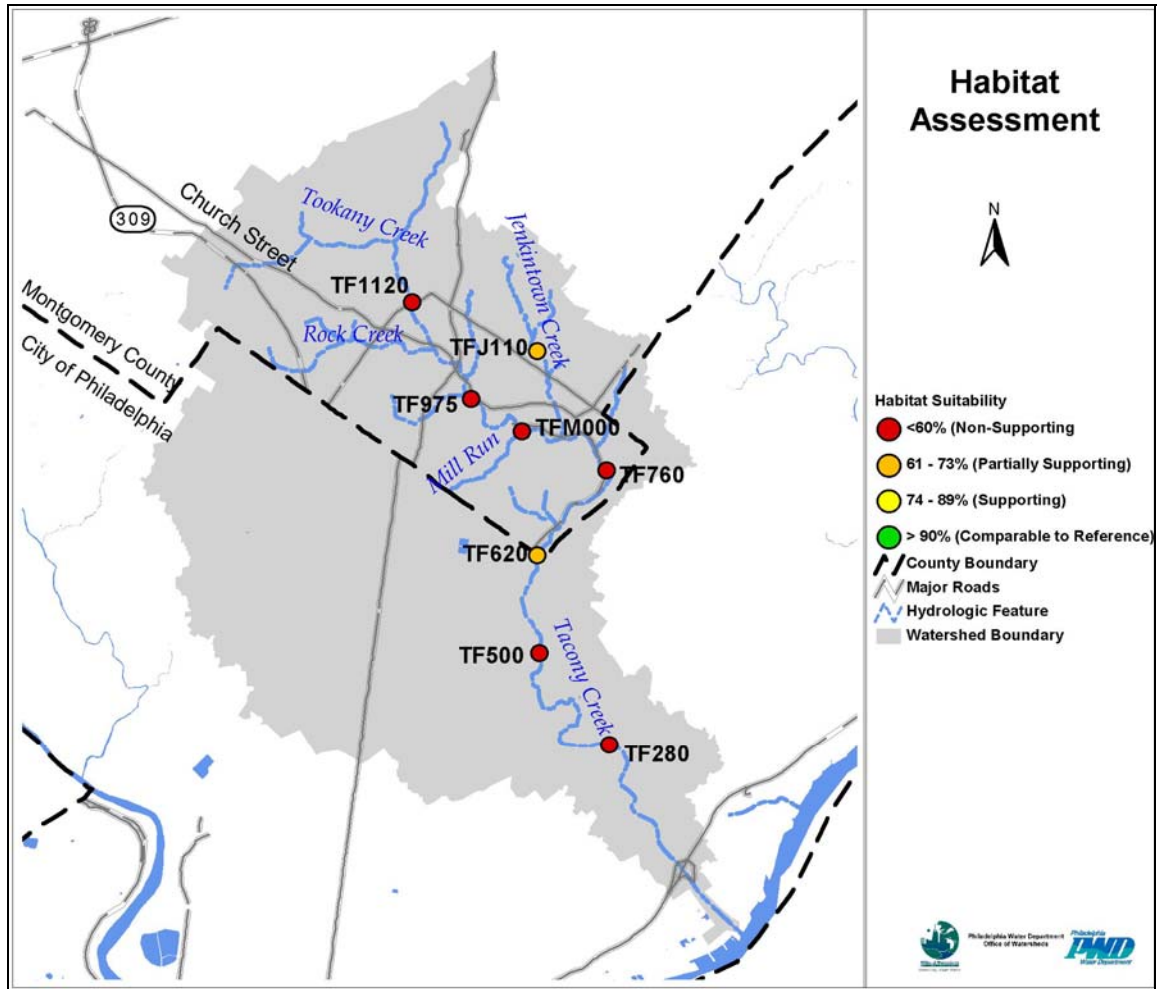 Habitat
Assessment
N
Tookany Creek
Jenkintown Creek
Church Street
309
TF1120
Montgomery County
Rock Creek
TFJ110
City of Philadelphia
TF975
TFM000
Mill Run
TF760
TF620
Tacony Creek
TF500
TF280
Habitat Suitability
<60% (Non-Supporting
61 - 73% (Partially Supporting)
74 - 89% (Supporting)
> 90% (Comparable to Reference)
County Boundary
Major Roads
Hydrologic Feature
Watershed Boundary
Philadelphia Water Department
Office of Watersheds
Philadelphia
PWD
Water Department